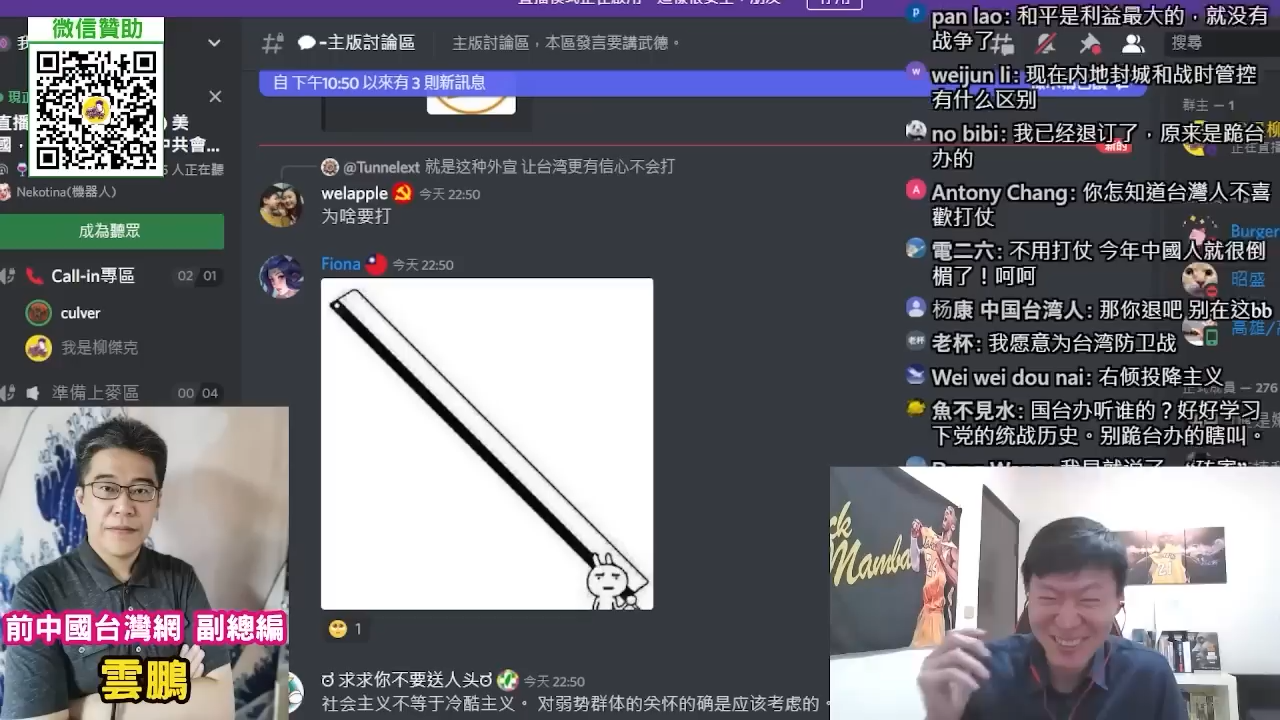 微信贊助
主版討論區
主版討論區，本區發言要講武德。
搜尋
自 下午10:50 以來有 3 則新訊息
美
中共會...
人正在聽
Nekotina(機器人)
成為聽眾
Call-in專區
02 01
culver
我是柳傑克
準備上麥區
00 04
@Tunnelext 就是这种外宣 让台湾更有信心不会打
welapple 今天 22:50
为啥要打
Fiona 今天 22:50
1
求求你不要送人头 今天 22:50
社会主义不等于冷酷主义。 对弱势群体的关怀的确是应该考虑的。
pan lao: 和平是利益最大的，就没有
战争了
weijun li: 现在内地封城和战时管控
有什么区别
群主 — 1
no bibi: 我已经退订了，原来是跪台
办的
Antony Chang: 你怎知道台灣人不喜
歡打仗
Burger
電二六: 不用打仗 今年中國人就很倒
楣了！呵呵
昭盛
杨康 中国台湾人: 那你退吧 别在这bb
高雄/
老杯: 我愿意为台湾防卫战
Wei wei dou nai: 右倾投降主义
276
魚不見水: 国台办听谁的？好好学习
下党的统战历史。别跪台办的瞎叫。
前中國台灣網 副總編
雲鵬
ck
Mamba
24